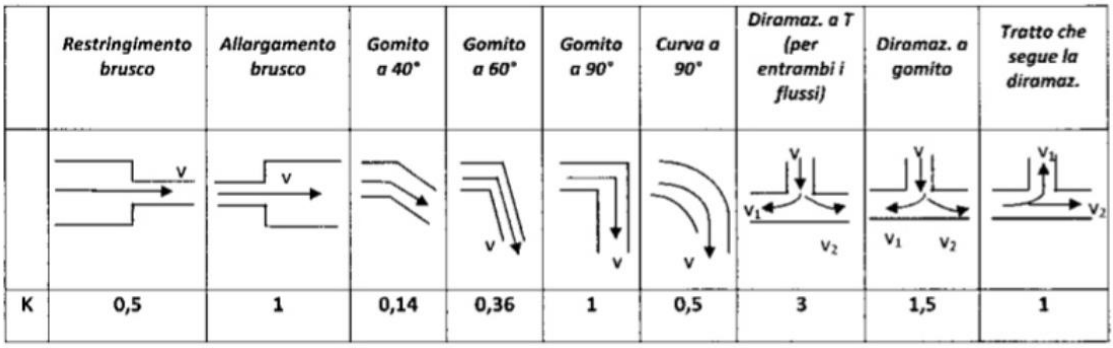 Restringimento
brusco
Allargamento
brusco
Gomito
a 40°
Gomito
a 60°
Gomito
a 90°
Curva a
90°
Diramaz. a T
(per
entrambi i
flussi)
Diramaz. a
gomito
Tratto che
segue la
diramaz.
V
V
V
V
V
V
V
V₁
V₂
V
V₁
V₂
V₁
V₂
K
0,5
1
0,14
0,36
1
0,5
3
1,5
1